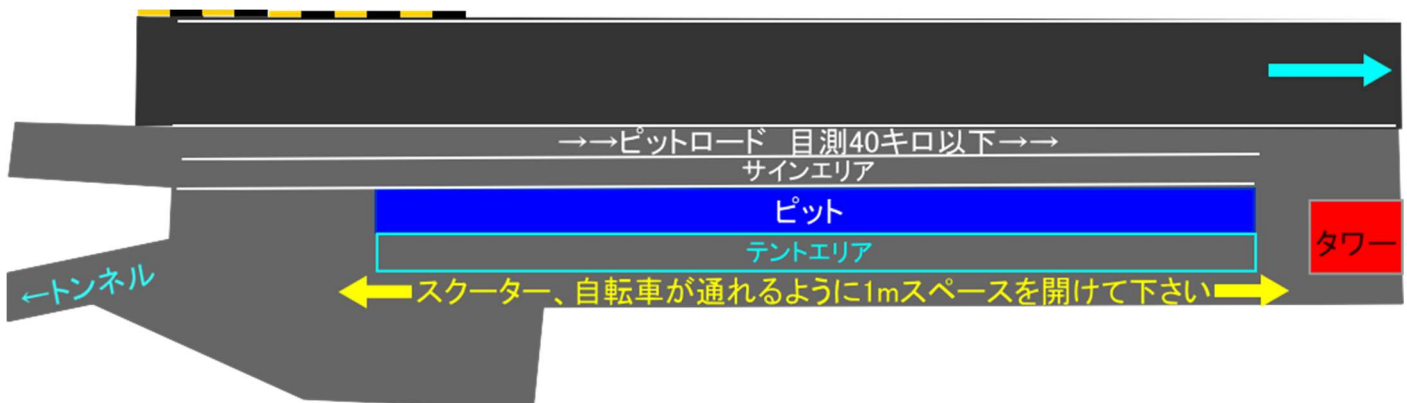 →→ピットロード 目測40キロ以下→→
サインエリア
ピット
テントエリア
タワー
←トンネル
スクーター、自転車が通れるように1mスペースを開けて下さい